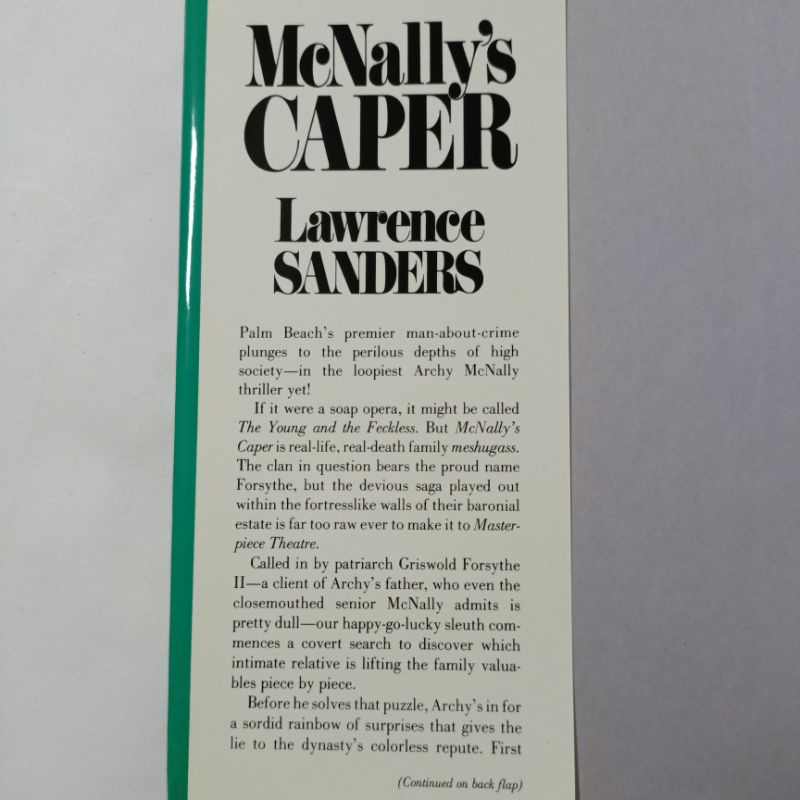 McNally's
CAPER
Lawrence
SANDERS
Palm Beach's premier man-about-crime
plunges to the perilous depths of high
society—in the loopiest Archy McNally
thriller yet!
If it were a soap opera, it might be called
The Young and the Feckless. But McNally's
Caper is real-life, real-death family meshugass.
The clan in question bears the proud name
Forsythe, but the devious saga played out
within the fortresslike walls of their baronial
estate is far too raw ever to make it to Master-
piece Theatre.
Called in by patriarch Griswold Forsythe
II—a client of Archy's father, who even the
closemouthed senior McNally admits is
pretty dull—our happy-go-lucky sleuth com-
mences a covert search to discover which
intimate relative is lifting the family valua-
bles piece by piece.
Before he solves that puzzle, Archy's in for
a sordid rainbow of surprises that gives the
lie to the dynasty's colorless repute. First
(Continued on back flap)